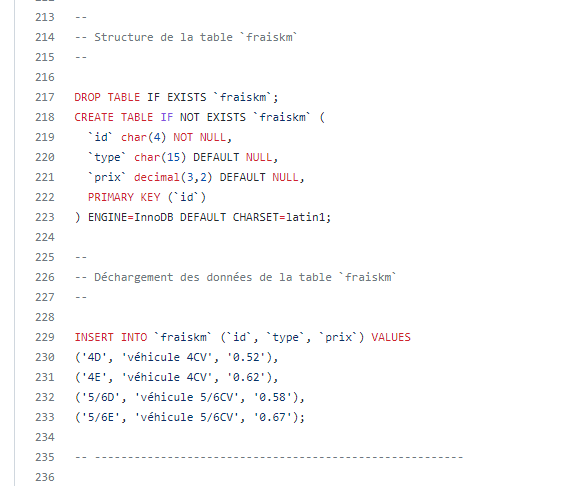 213 --
214 -- Structure de la table `fraiskm`
215 --
216
217 DROP TABLE IF EXISTS `fraiskm`;
218 CREATE TABLE IF NOT EXISTS `fraiskm` (
219 `id` char(4) NOT NULL,
220 `type` char(15) DEFAULT NULL,
221 `prix` decimal(3,2) DEFAULT NULL,
222 PRIMARY KEY (`id`)
223 ) ENGINE=InnoDB DEFAULT CHARSET=latin1;
224
225 --
226 -- Déchargement des données de la table `fraiskm`
227 --
228
229 INSERT INTO `fraiskm` (`id`, `type`, `prix`) VALUES
230 ('4D', 'véhicule 4CV', '0.52'),
231 ('4E', 'véhicule 4CV', '0.62'),
232 ('5/6D', 'véhicule 5/6CV', '0.58'),
233 ('5/6E', 'véhicule 5/6CV', '0.67');
234
235 -- --------------------------------------------------------
236